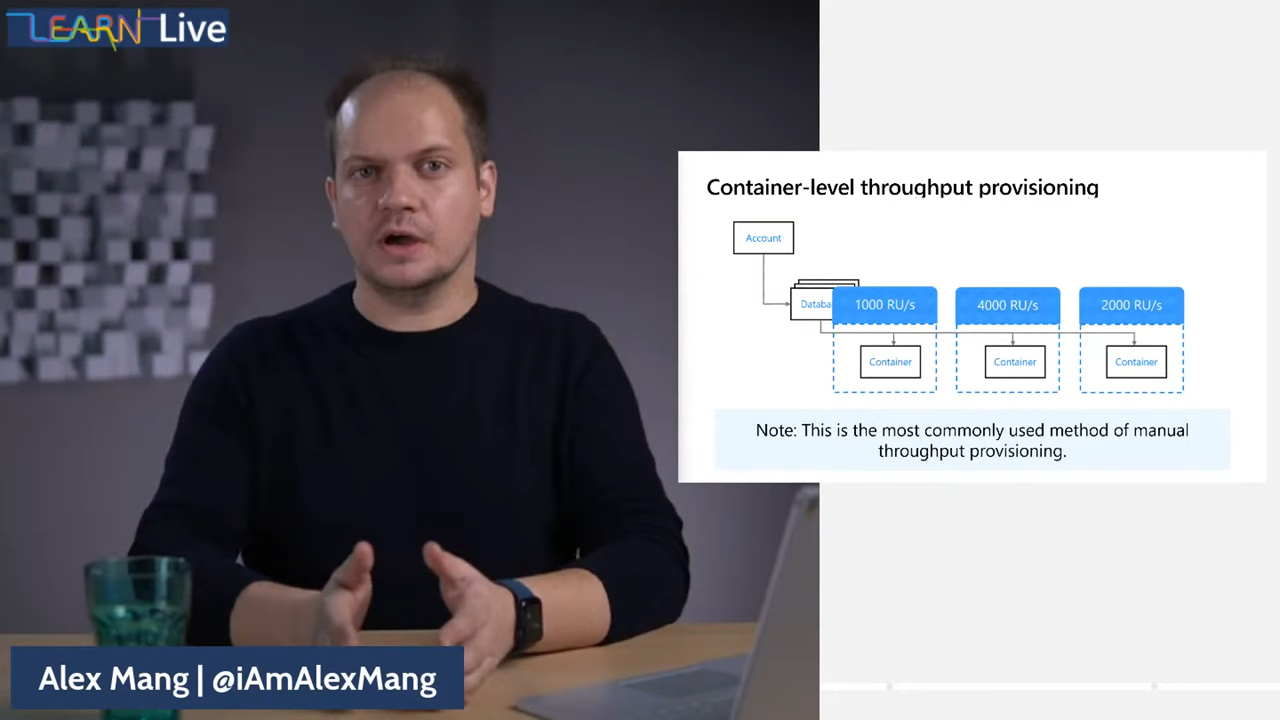 LEARN Live
Container-level throughput provisioning
Account
Databa
1000 RU/s
4000 RU/s
2000 RU/s
Container
Container
Container
Note: This is the most commonly used method of manual
throughput provisioning.
Alex Mang | @iAmAlexMang